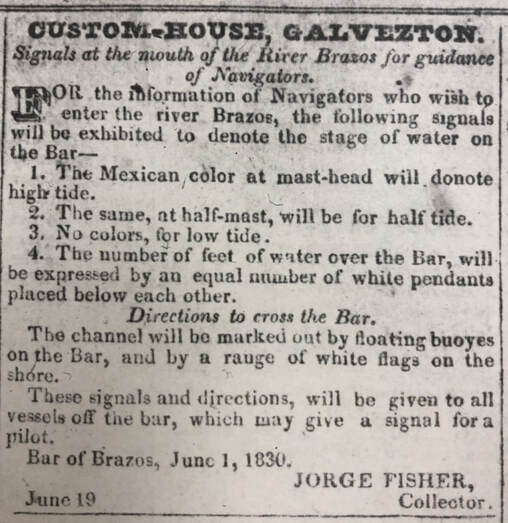 CUSTOM-HOUSE, GALVEZTON.
Signals at the mouth of the River Brazos for guidance
of Navigators.
FOR the information of Navigators who wish to
enter the river Brazos, the following signals
will be exhibited to denote the stage of water on
the Bar—
1. The Mexican color at mast-head will donote
high tide.
2. The same, at half-mast, will be for half tide.
3. No colors, for low tide.
4. The number of feet of water over the Bar, will
be expressed by an equal number of white pendants
placed below each other.
Directions to cross the Bar.
The channel will be marked out by floating buoyes
on the Bar, and by a rauge of white flags on the
shore.
These signals and directions, will be given to all
vessels off the bar, which may give a signal for a
pilot.
Bar of Brazos, June 1, 1830.
JORGE FISHER,
June 19 Collector.